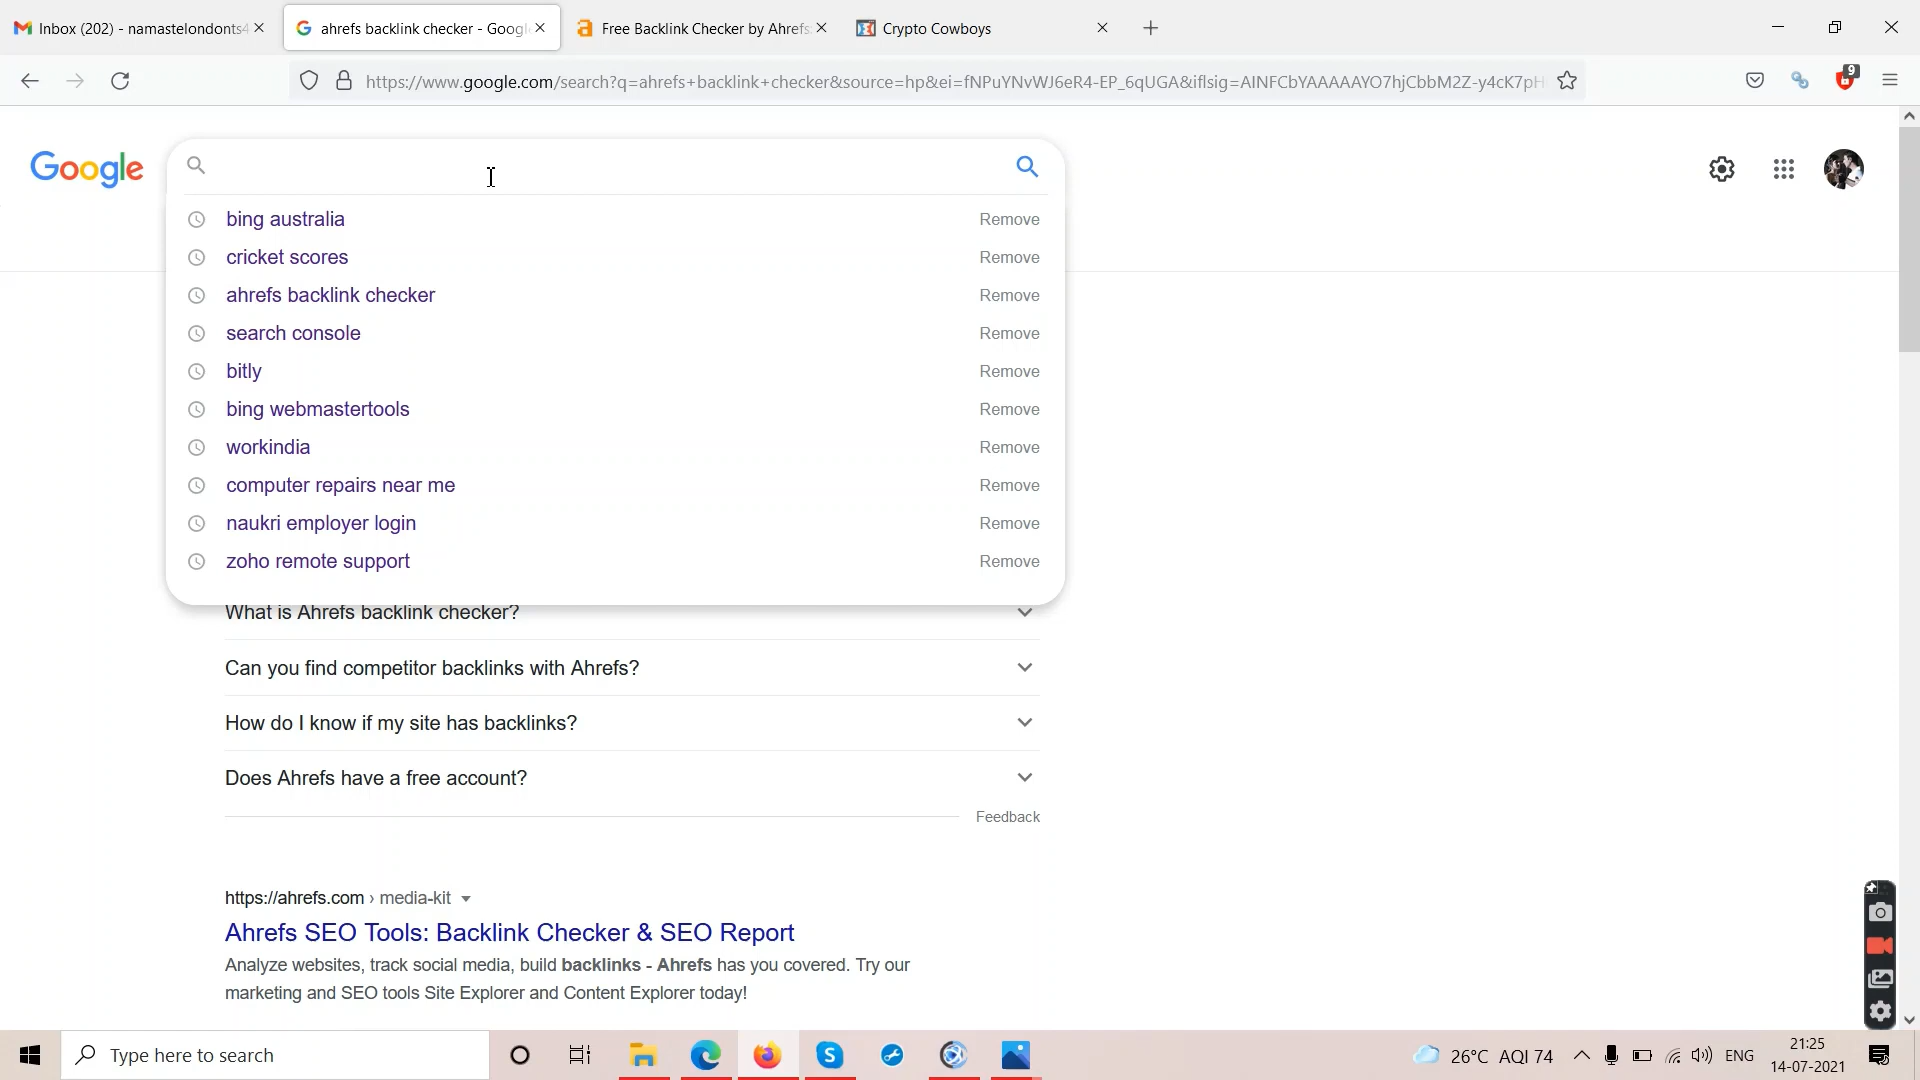 Inbox (202) - namastelondonts4
ahrefs backlink checker - Googl
Free Backlink Checker by Ahrefs:
Crypto Cowboys
https://www.google.com/search?q=ahrefs+backlink+checker&source=hp&ei=fNPuYNvWJ6eR4-EP_6qUGA&iflsig=AINFCbYAAAAAYO7hjCbbM2Z-y4cK7pH
9
Google
bing australia Remove
cricket scores Remove
ahrefs backlink checker Remove
search console Remove
bitly Remove
bing webmastertools Remove
workindia Remove
computer repairs near me Remove
naukri employer login Remove
zoho remote support Remove
What is Ahrefs backlink checker?
Can you find competitor backlinks with Ahrefs?
How do I know if my site has backlinks?
Does Ahrefs have a free account?
Feedback
https://ahrefs.com › media-kit
Ahrefs SEO Tools: Backlink Checker & SEO Report
Analyze websites, track social media, build backlinks - Ahrefs has you covered. Try our
marketing and SEO tools Site Explorer and Content Explorer today!
Type here to search
26°C AQI 74
ENG
21:25
14-07-2021